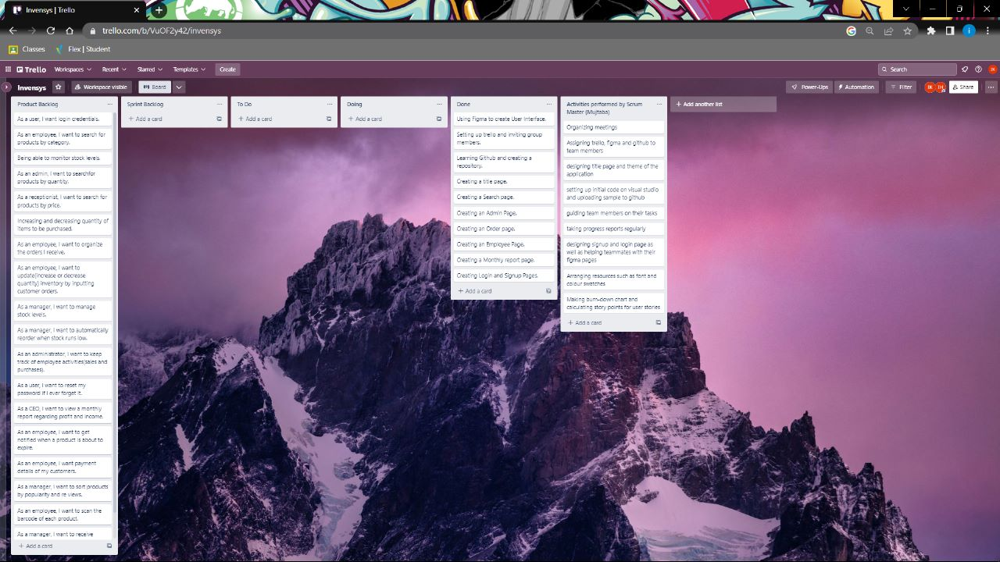 Invensys | Trello
trello.com/b/VuOF2y42/invensys
Classes
Flex | Student
Trello
Workspaces
Recent
Starred
Templates
Create
Search
Invensys
Workspace visible
Board
Power-Ups
Automation
Filter
Share
Product Backlog
As a user, I want login credentials.
As an employee, I want to search for
products by category.
Being able to monitor stock levels.
As an admin, I want to searchfor
products by quantity.
As a receptionist, I want to search for
products by price.
Increasing and decreasing quantity of
items to be purchased.
As an employee, I want to organize
the orders I receive.
As an employee, I want to
update(increase or decrease
quantity) inventory by inputting
customer orders.
As a manager, I want to manage
stock levels.
As a manager, I want to automatically
reorder when stock runs low.
As an administrator, I want to keep
track of employee activities(sales and
purchases).
As a user, I want to reset my
password if I ever forget it.
As a CEO, I want to view a monthly
report regarding profit and income.
As an employee, I want to get
notified when a product is about to
expire.
As an employee, I want payment
details of my customers.
As a manager, I want to sort products
by popularity and re views.
As an employee, I want to scan the
barcode of each product.
As a manager, I want to receive
+ Add a card
Sprint Backlog
+ Add a card
To Do
+ Add a card
Doing
+ Add a card
Done
Using Figma to create User Interface.
Setting up trello and inviting group
members.
Learning Github and creating a
repository.
Creating a title page.
Creating a Search page.
Creating an Admin Page.
Creating an Order page.
Creating an Employee Page.
Creating a Monthly report page.
Creating Login and Signup Pages.
+ Add a card
Activities performed by Scrum
Master (Mujtaba)
Organizing meetings
Assigning trello, figma and github to
team members
designing title page and theme of the
application
setting up initial code on visual studio
and uploading sample to github
guiding team members on their tasks
taking progress reports regularly
designing signup and login page as
well as helping teammates with their
figma pages
Arranging resources such as font and
colour swatches
Making burn-down chart and
calculating story points for user stories
+ Add a card
+ Add another list